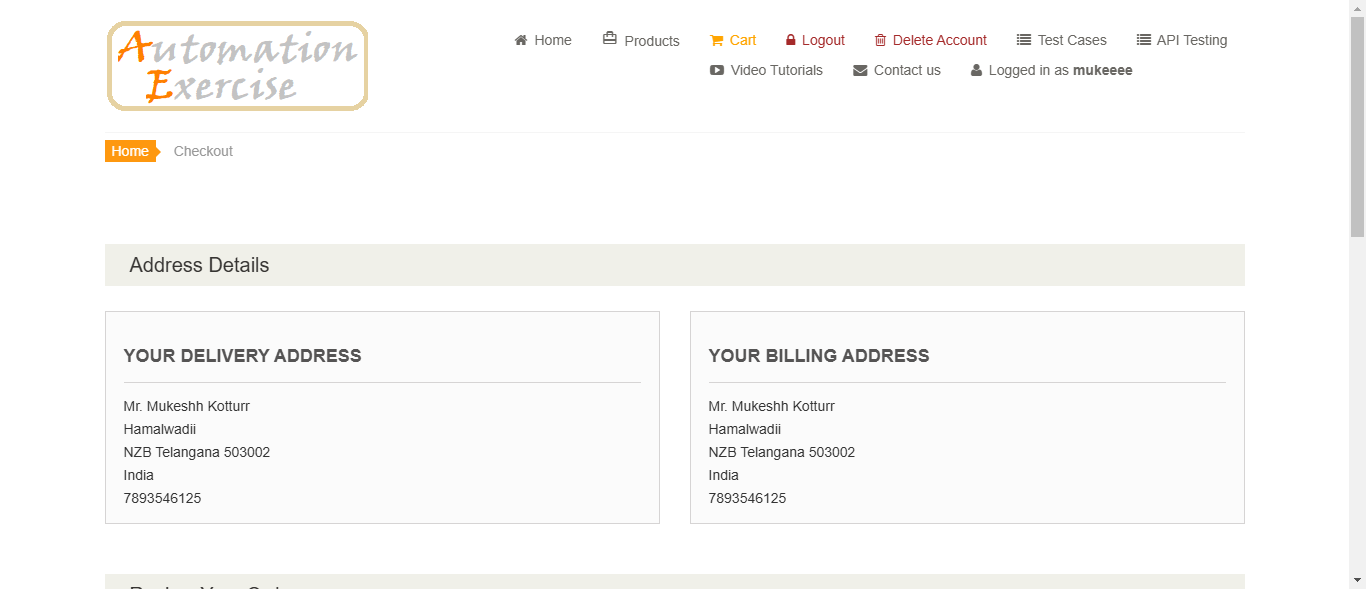 Automation
Exercise
Home Products Cart Logout Delete Account Test Cases API Testing
Video Tutorials Contact us Logged in as mukeeee
Home Checkout
Address Details
YOUR DELIVERY ADDRESS
Mr. Mukeshh Kotturr
Hamalwadii
NZB Telangana 503002
India
7893546125
YOUR BILLING ADDRESS
Mr. Mukeshh Kotturr
Hamalwadii
NZB Telangana 503002
India
7893546125